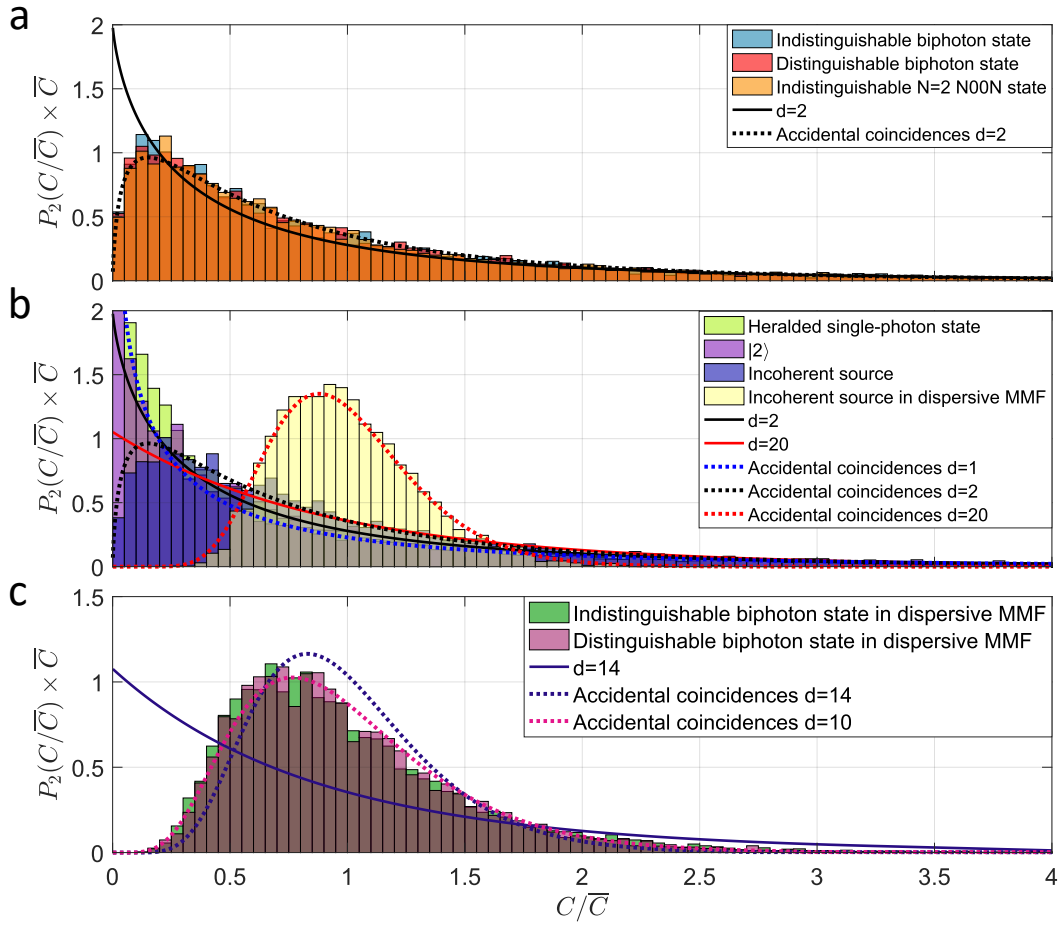 a
2
1.5
1
0.5
0
P₂(C/C̅) × C̅
Indistinguishable biphoton state
Distinguishable biphoton state
Indistinguishable N=2 N00N state
d=2
Accidental coincidences d=2
b
2
1.5
1
0.5
0
P₂(C/C̅) × C̅
Heralded single-photon state
|2⟩
Incoherent source
Incoherent source in dispersive MMF
d=2
d=20
Accidental coincidences d=1
Accidental coincidences d=2
Accidental coincidences d=20
c
1.5
1
0.5
0
P₂(C/C̅) × C̅
Indistinguishable biphoton state in dispersive MMF
Distinguishable biphoton state in dispersive MMF
d=14
Accidental coincidences d=14
Accidental coincidences d=10
0 0.5 1 1.5 2 2.5 3 3.5 4
C/C̅